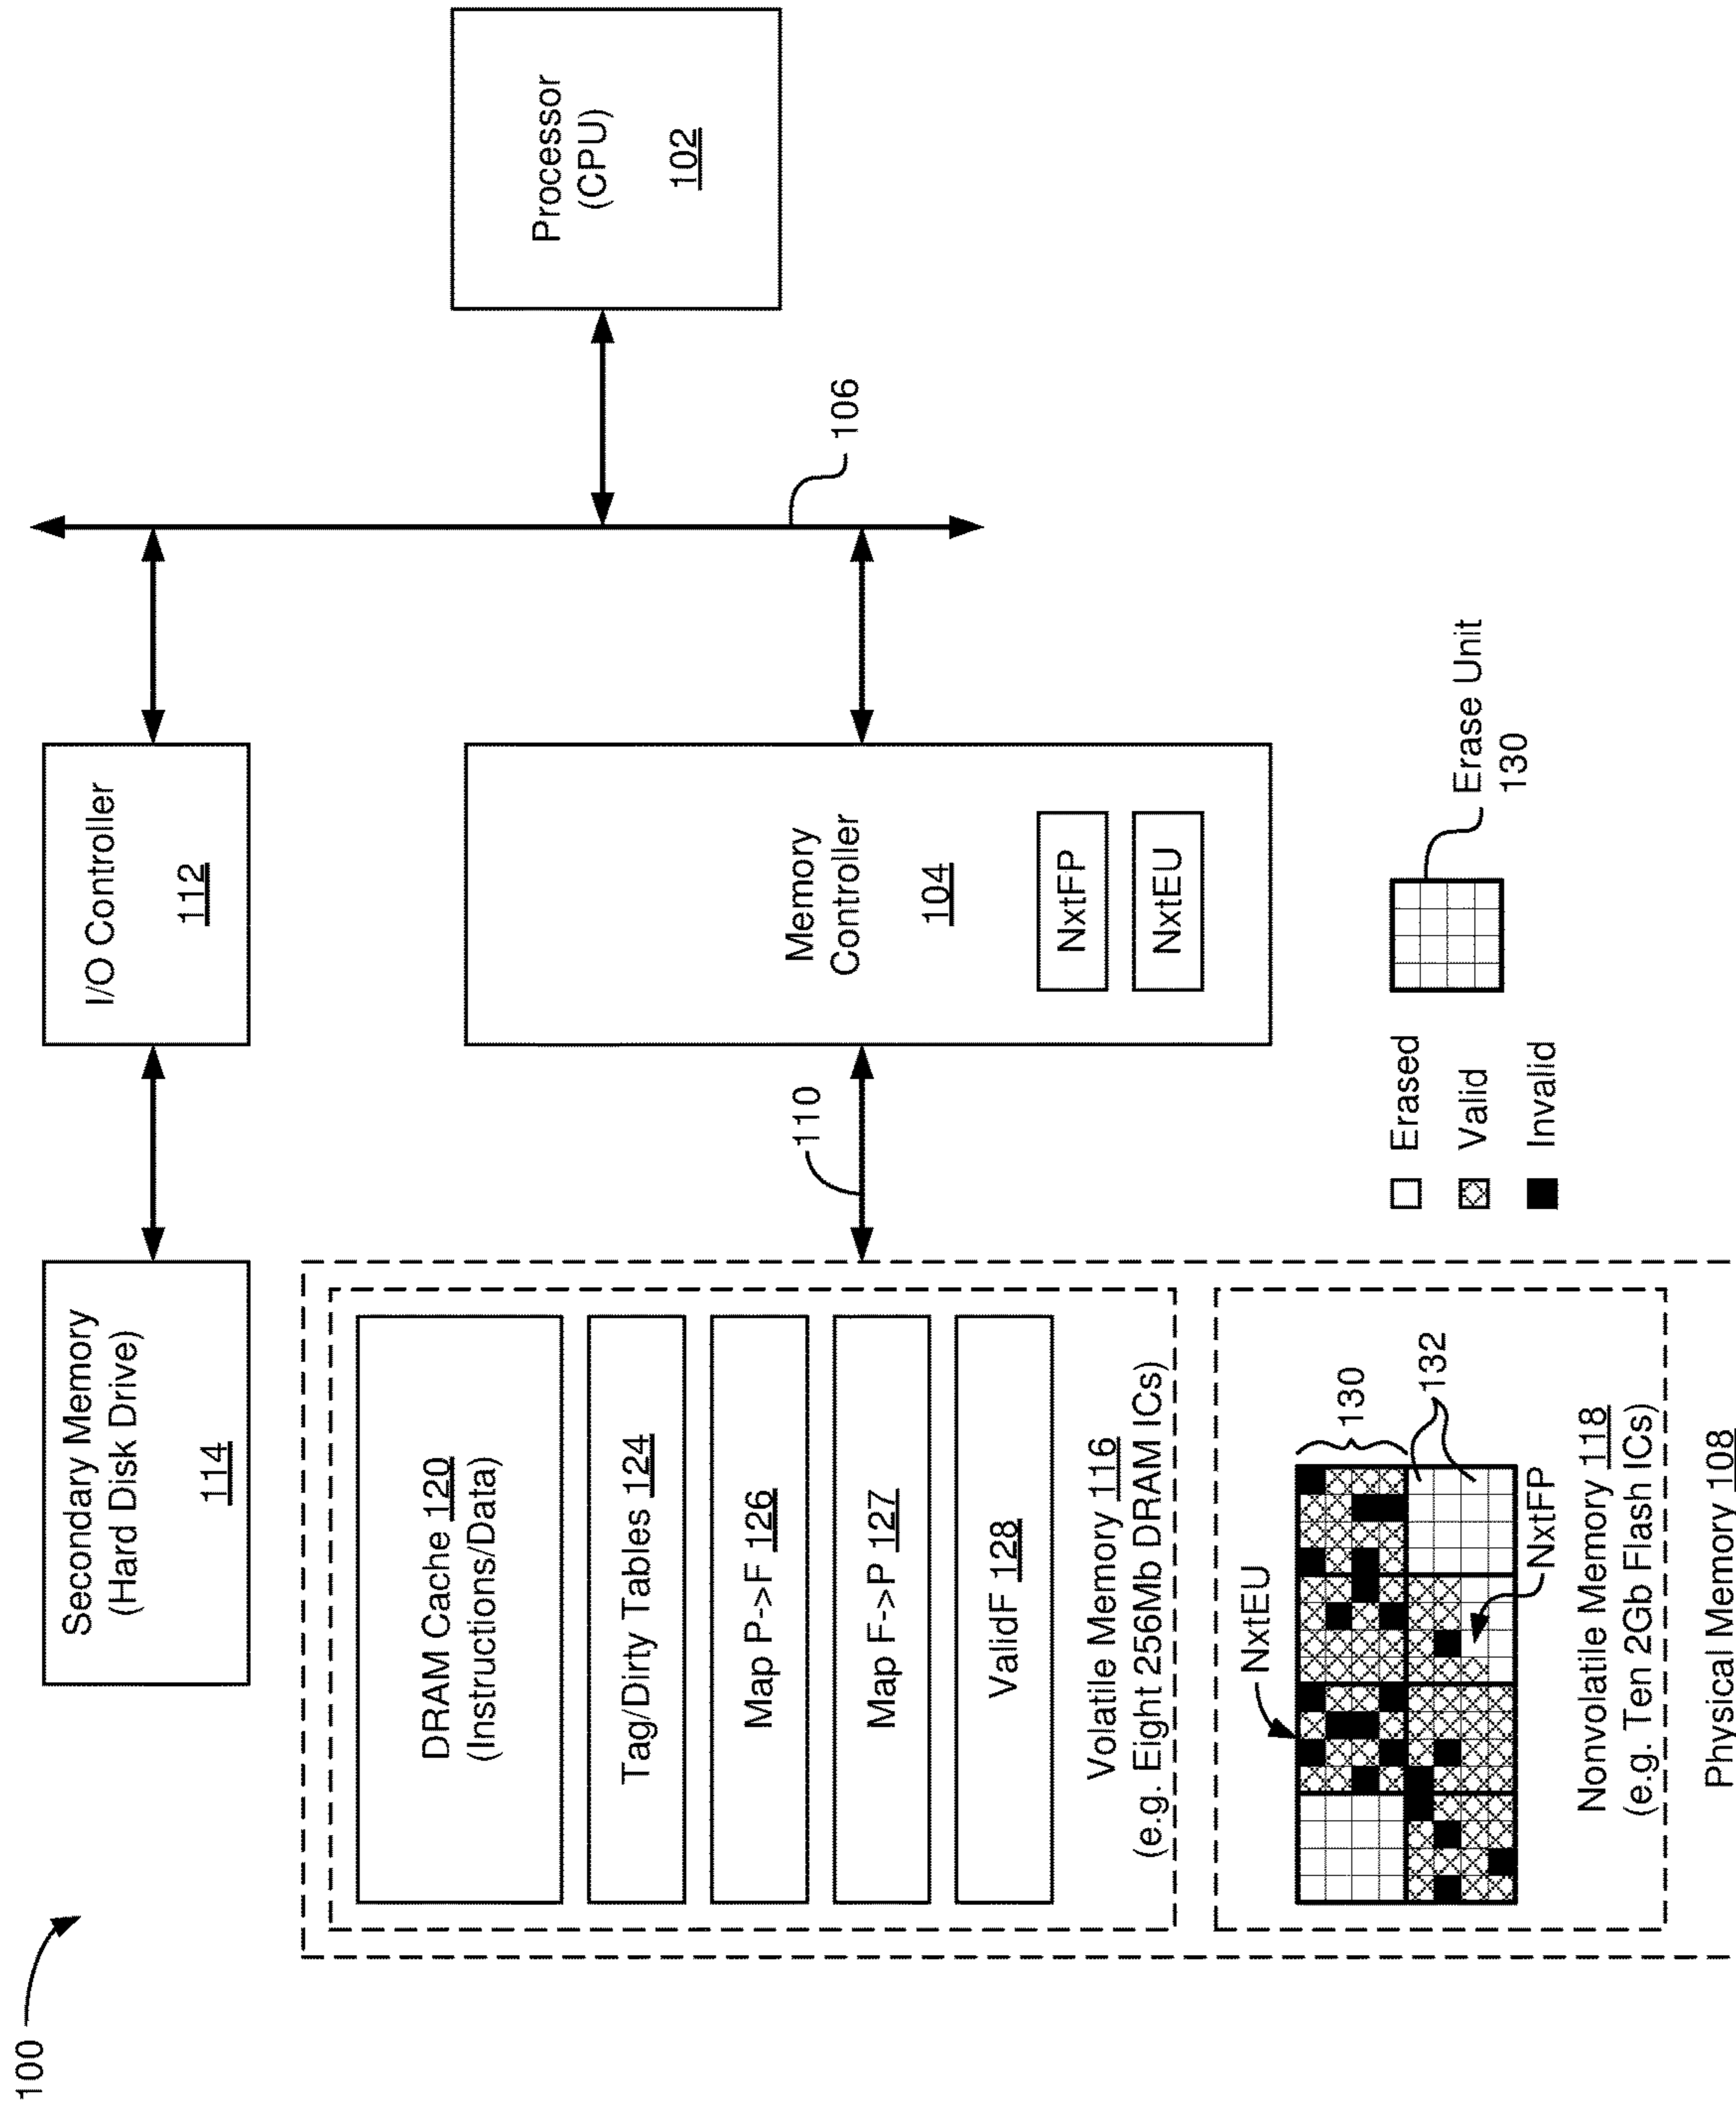 100
Secondary Memory
(Hard Disk Drive)
114
I/O Controller
112
Processor
(CPU)
102
106
110
Memory
Controller
104
NxtFP
NxtEU
DRAM Cache 120
(Instructions/Data)
Tag/Dirty Tables 124
Map P->F 126
Map F->P 127
ValidF 128
Volatile Memory 116
(e.g. Eight 256Mb DRAM ICs)
NxtEU
130
132
NxtFP
Nonvolatile Memory 118
(e.g. Ten 2Gb Flash ICs)
Physical Memory 108
Erased
Valid
Invalid
Erase Unit
130